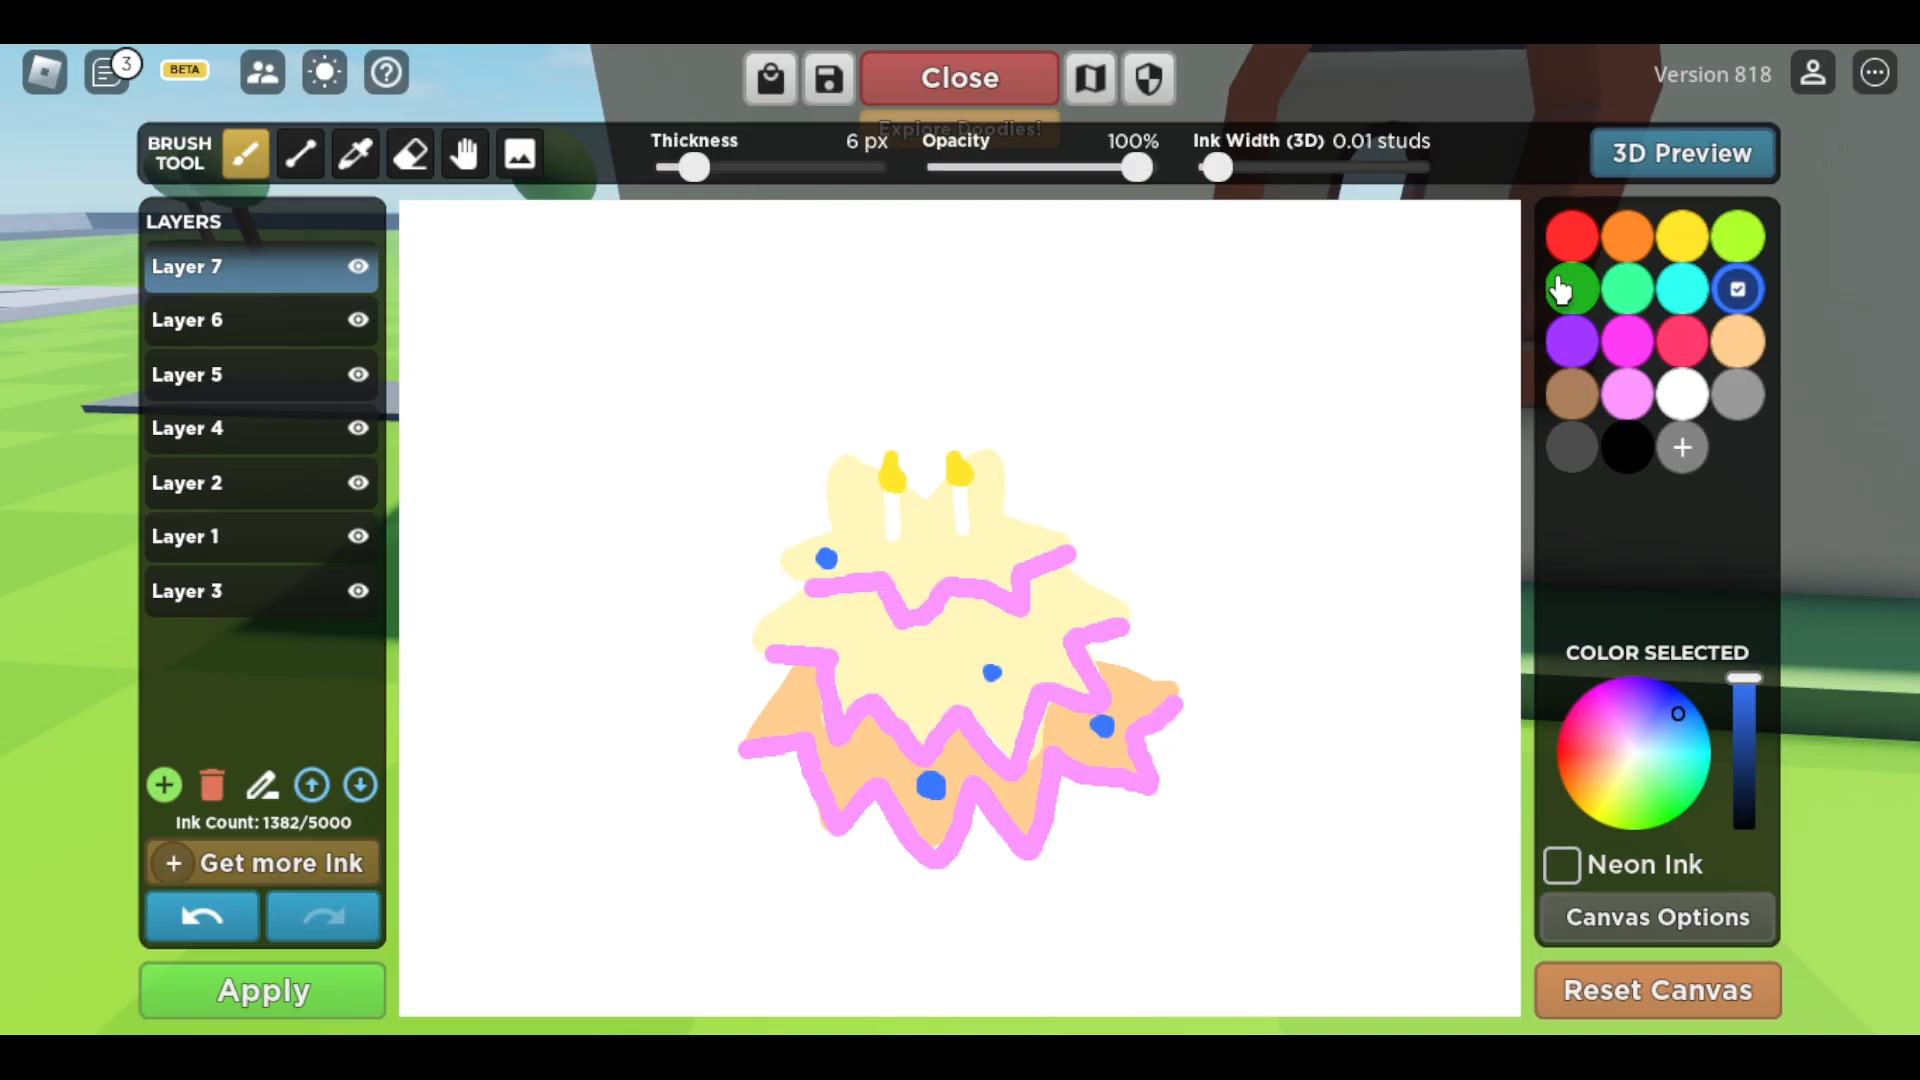 3
BETA
Close
Version 818
Explore Doodles!
BRUSH
TOOL
Thickness
6 px
Opacity
100%
Ink Width (3D) 0.01 studs
3D Preview
LAYERS
Layer 7
Layer 6
Layer 5
Layer 4
Layer 2
Layer 1
Layer 3
Ink Count: 1382/5000
+ Get more Ink
Apply
COLOR SELECTED
Neon Ink
Canvas Options
Reset Canvas